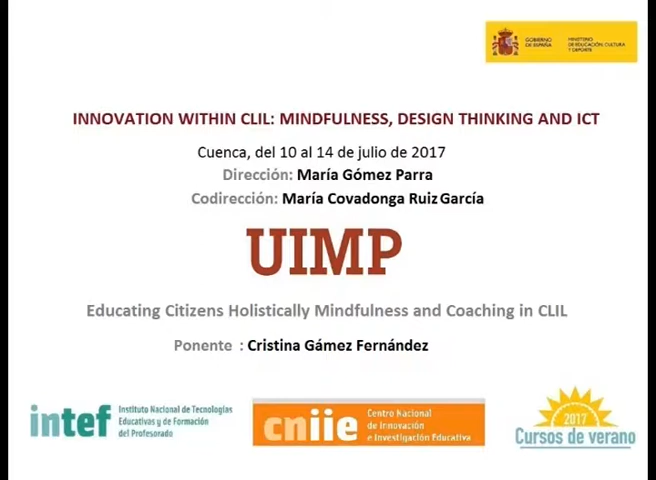 GOBIERNO
DE ESPAÑA
MINISTERIO
DE EDUCACIÓN, CULTURA
Y DEPORTE
INNOVATION WITHIN CLIL: MINDFULNESS, DESIGN THINKING AND ICT
Cuenca, del 10 al 14 de julio de 2017
Dirección: María Gómez Parra
Codirección: María Covadonga Ruiz García
UIMP
Educating Citizens Holistically Mindfulness and Coaching in CLIL
Ponente : Cristina Gámez Fernández
intef
Instituto Nacional de Tecnologías
Educativas y de Formación
del Profesorado
cniie
Centro Nacional
de Innovación
e Investigación Educativa
2017
Cursos de verano